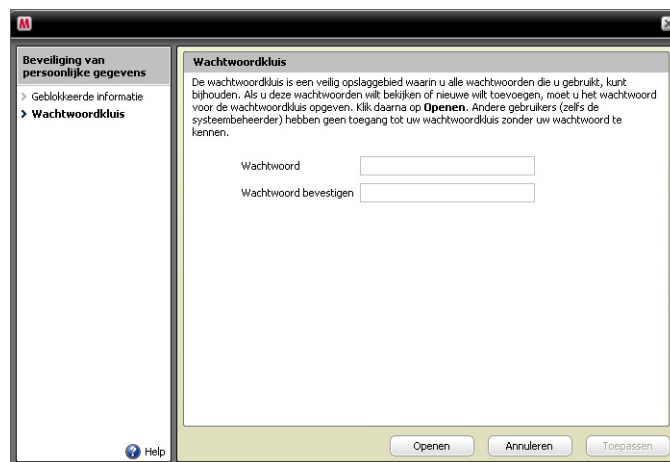 M
Beveiliging van
persoonlijke gegevens
Geblokkeerde informatie
Wachtwoordkluis
Help
Wachtwoordkluis
De wachtwoordkluis is een veilig opslaggebied waarin u alle wachtwoorden die u gebruikt, kunt
bijhouden. Als u deze wachtwoorden wilt bekijken of nieuwe wilt toevoegen, moet u het wachtwoord
voor de wachtwoordkluis opgeven. Klik daarna op Openen. Andere gebruikers (zelfs de
systeembeheerder) hebben geen toegang tot uw wachtwoordkluis zonder uw wachtwoord te
kennen.
Wachtwoord
Wachtwoord bevestigen
Openen
Annuleren
Toepassen